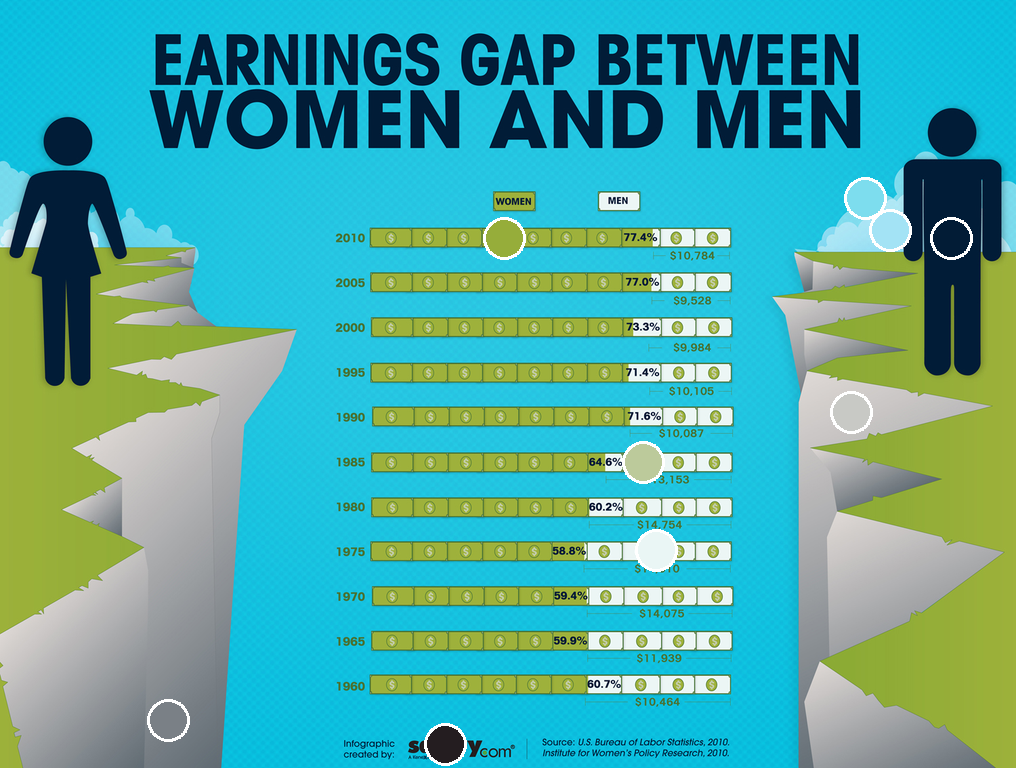 EARNINGS GAP BETWEEN
WOMEN AND MEN
WOMEN MEN
2010 77.4%
$10,784
2005 77.0%
$9,528
2000 73.3%
$9,984
1995 71.4%
$10,105
1990 71.6%
$10,087
1985 64.6%
1980 60.2%
$14,754
1975 58.8%
1970 59.4%
$14,075
1965 59.9%
$11,939
1960 60.7%
$10,464
Infographic
created by:
com®
Source: U.S. Bureau of Labor Statistics, 2010.
Institute for Women's Policy Research, 2010.